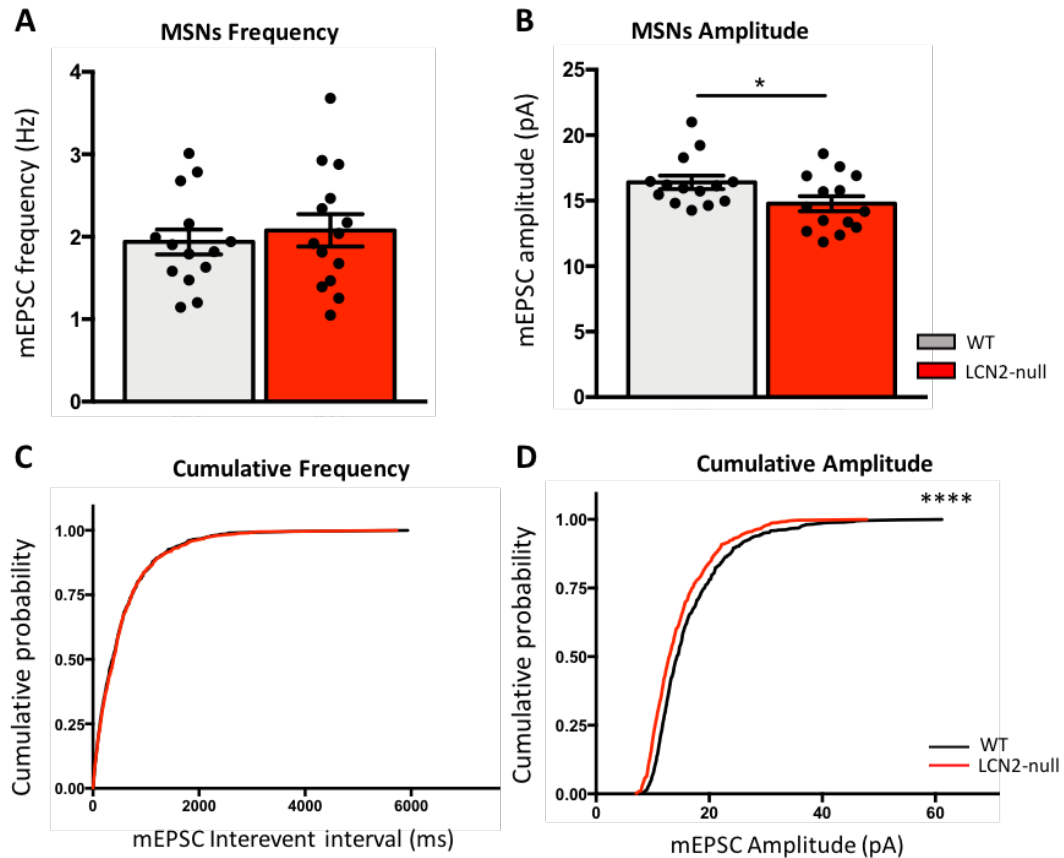 A
MSNs Frequency
mEPSC frequency (Hz)
4
3
2
1
0
B
MSNs Amplitude
mEPSC amplitude (pA)
25
20
15
10
5
0
*
WT
LCN2-null
C
Cumulative Frequency
Cumulative probability
1.00
0.75
0.50
0.25
0.00
0 2000 4000 6000
mEPSC Interevent interval (ms)
D
Cumulative Amplitude
****
Cumulative probability
1.00
0.75
0.50
0.25
0.00
WT
LCN2-null
0 20 40 60
mEPSC Amplitude (pA)